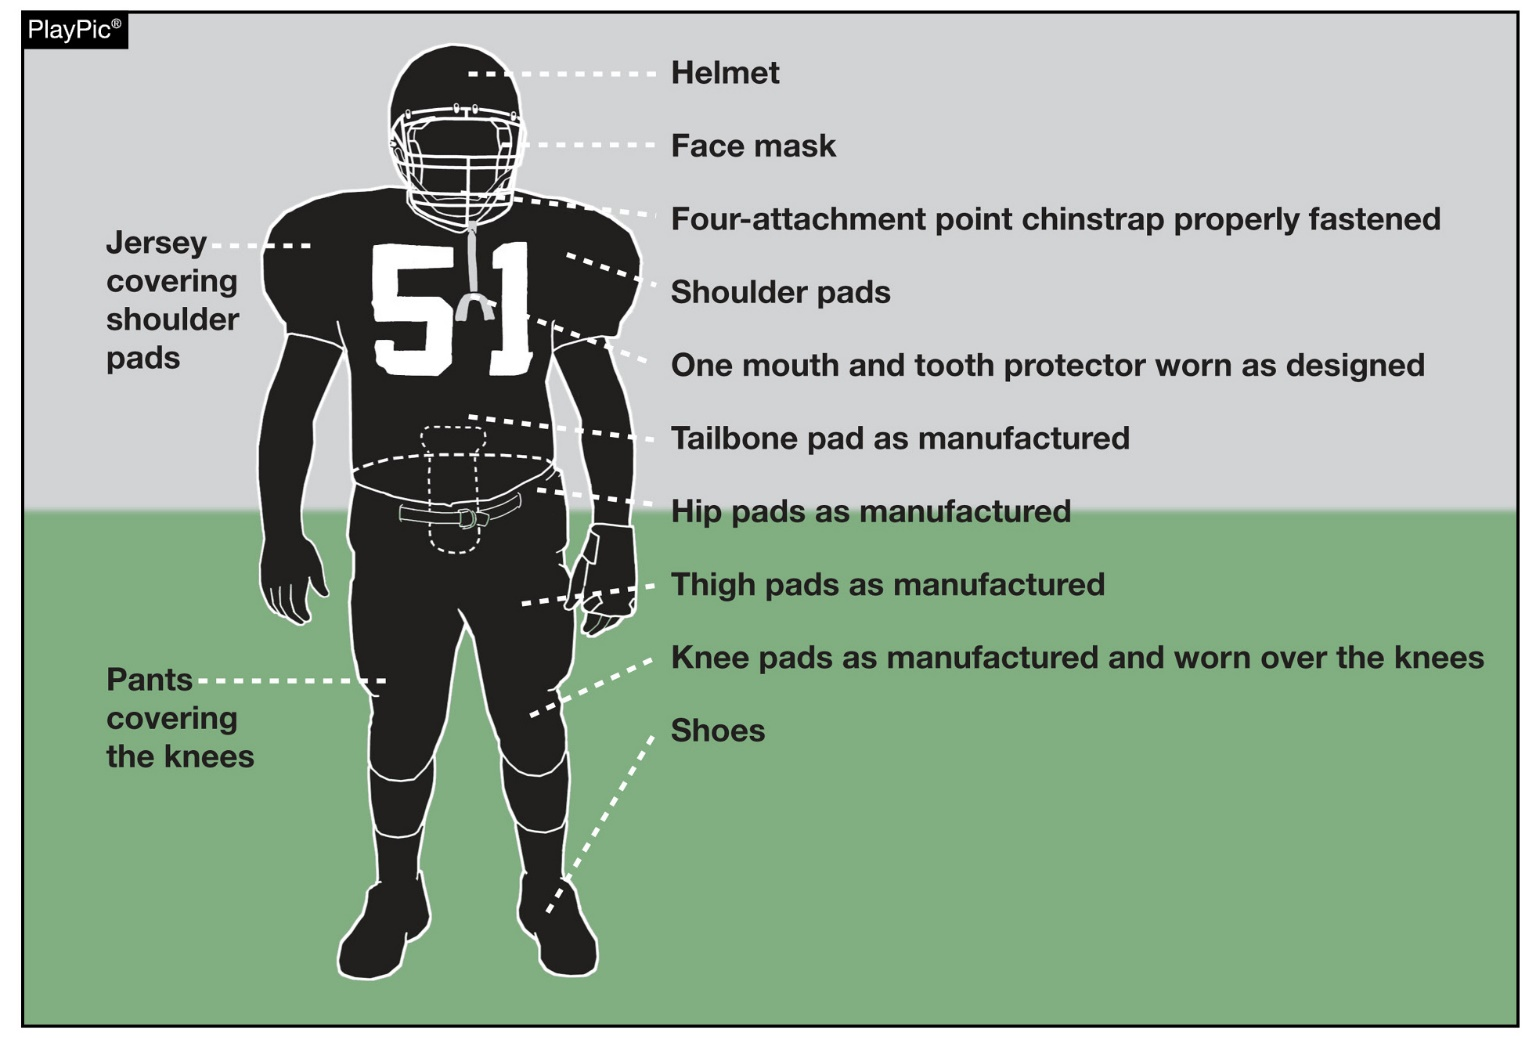 PlayPic®
Helmet
Face mask
Four-attachment point chinstrap properly fastened
Jersey
covering
shoulder
pads
51
Shoulder pads
One mouth and tooth protector worn as designed
Tailbone pad as manufactured
Hip pads as manufactured
Thigh pads as manufactured
Knee pads as manufactured and worn over the knees
Pants
covering
the knees
Shoes